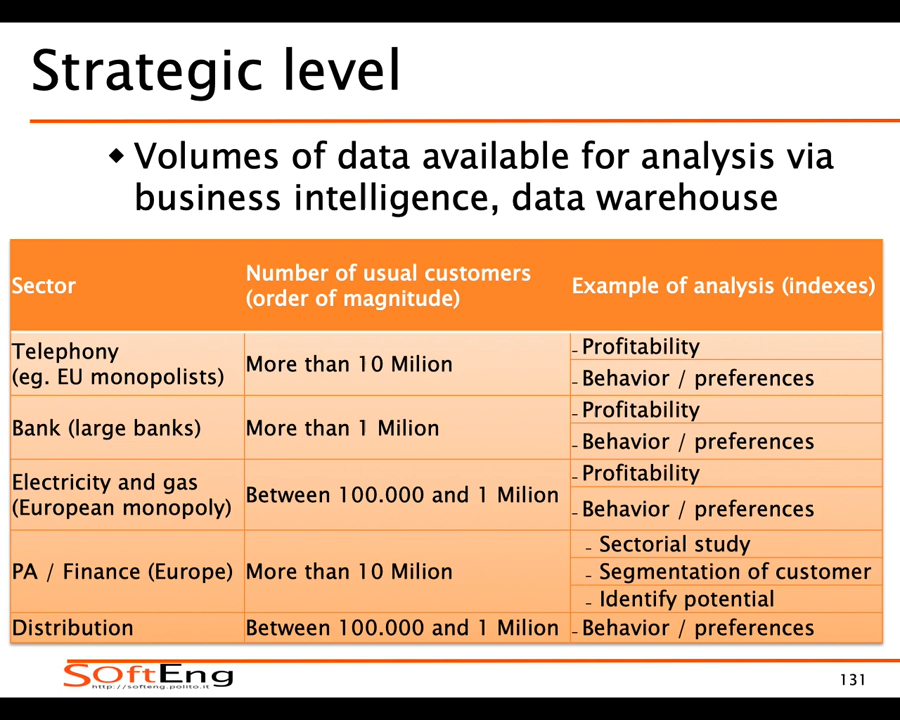 Strategic level
◆ Volumes of data available for analysis via
business intelligence, data warehouse
Sector
Number of usual customers
(order of magnitude)
Example of analysis (indexes)
Telephony
(eg. EU monopolists)
More than 10 Milion
- Profitability
- Behavior / preferences
Bank (large banks)
More than 1 Milion
- Profitability
- Behavior / preferences
Electricity and gas
(European monopoly)
Between 100.000 and 1 Milion
- Profitability
- Behavior / preferences
PA / Finance (Europe)
More than 10 Milion
- Sectorial study
- Segmentation of customer
- Identify potential
Distribution
Between 100.000 and 1 Milion
- Behavior / preferences
SOftEng
http://softeng.polito.it
131